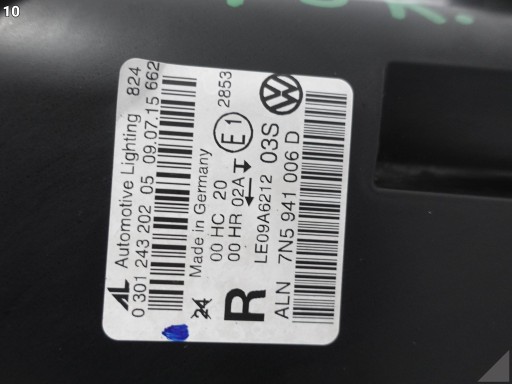 10
AL Automotive Lighting 824
0 301 243 202 05 09.07.15 662
24 Made in Germany
00 HC 20 E1 2853
00 HR 02A
R LE09A6212 03S
ALN 7N5 941 006 D